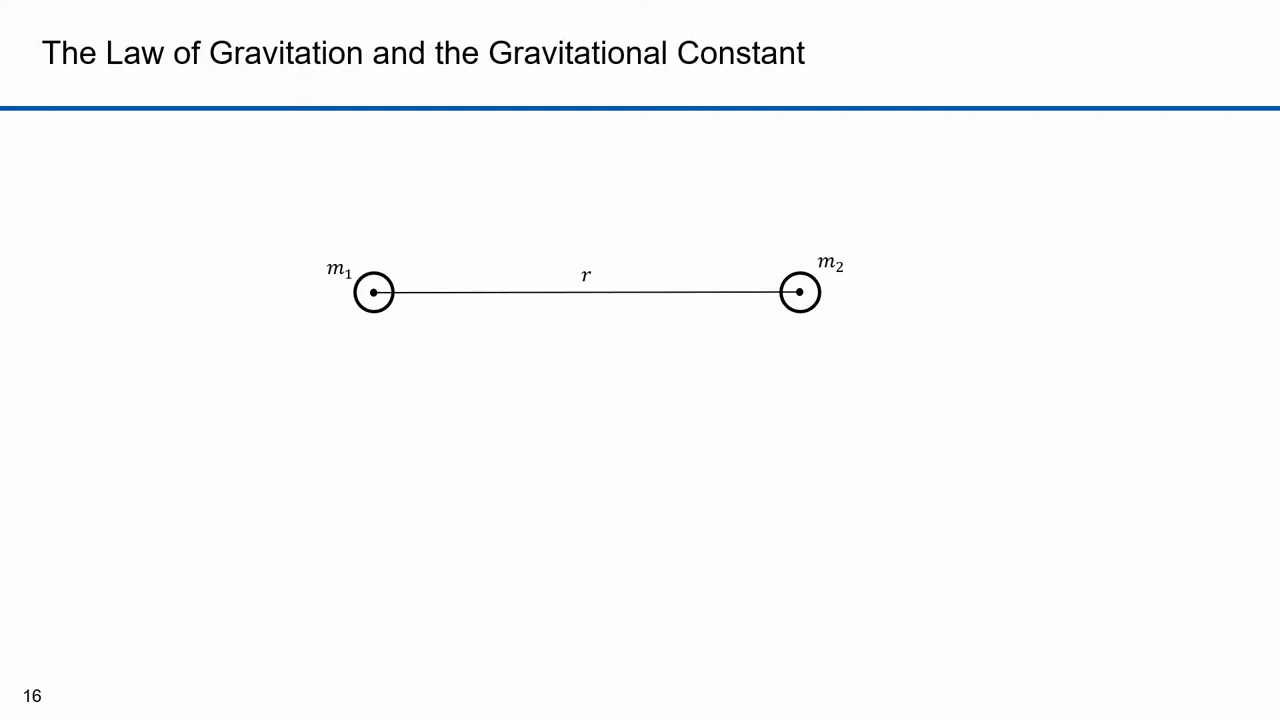 The Law of Gravitation and the Gravitational Constant
m₁
r
m₂
16